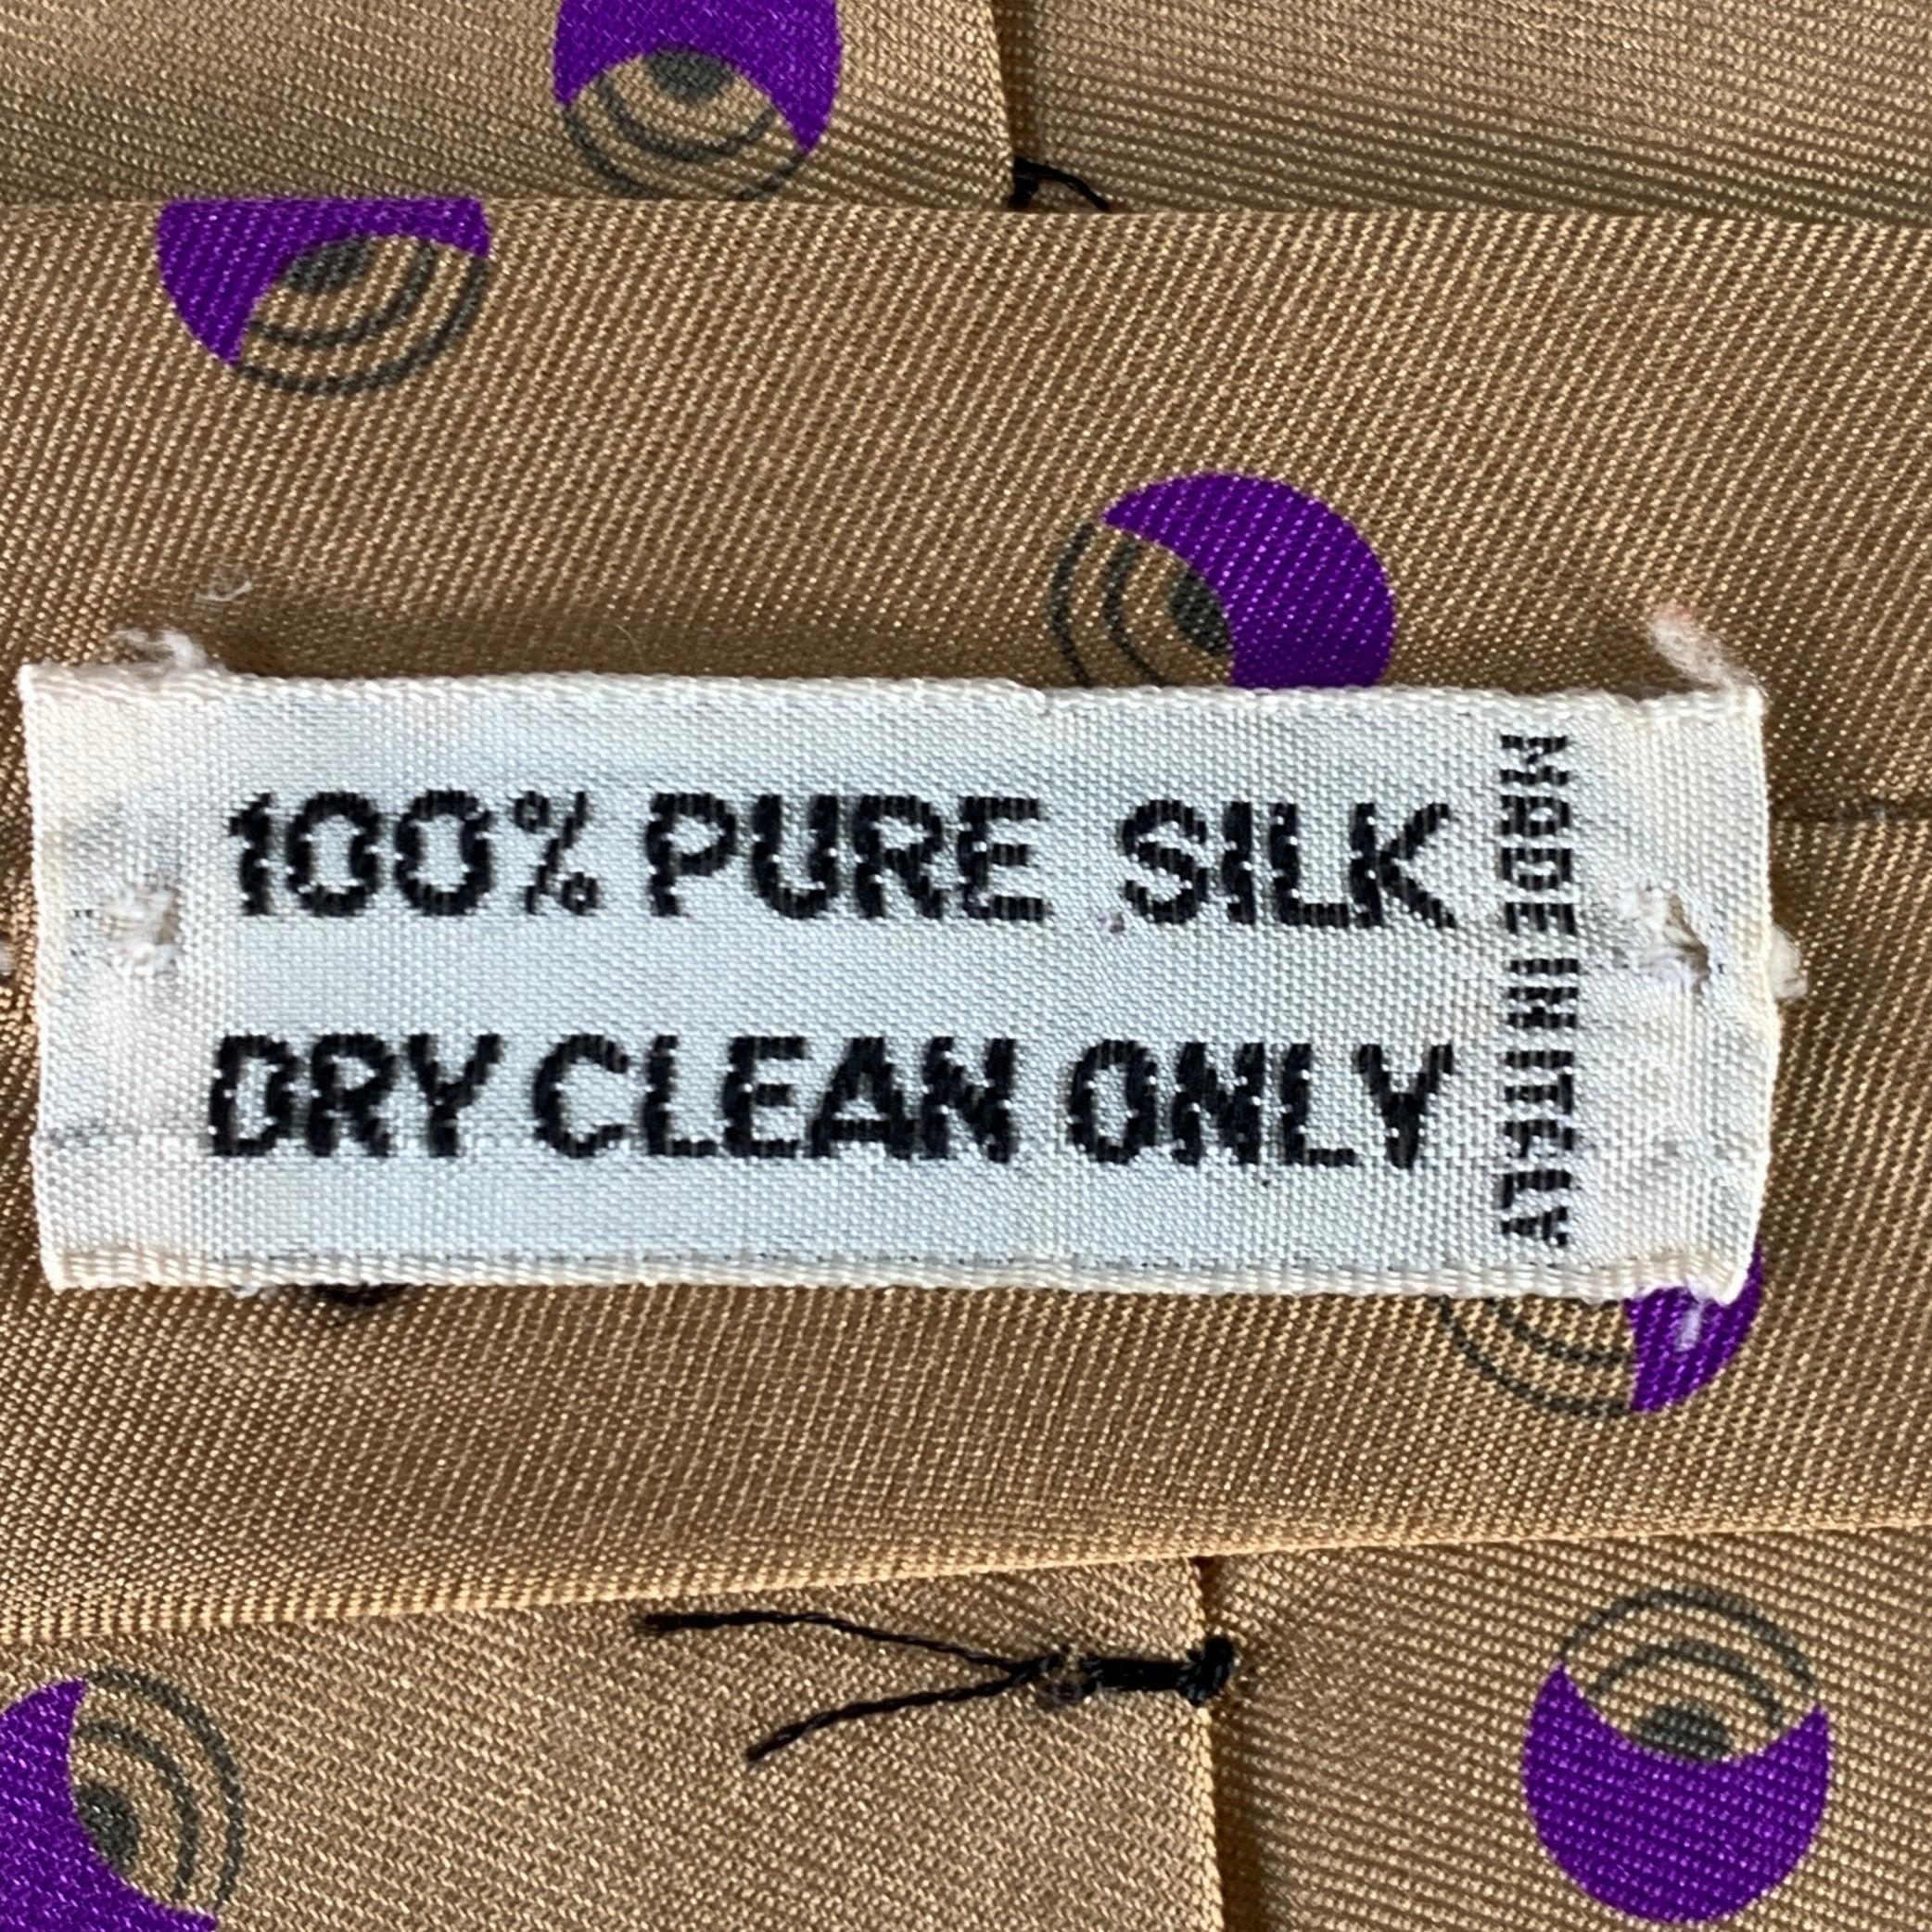 100% PURE SILK
DRY CLEAN ONLY
MADE IN ITALY